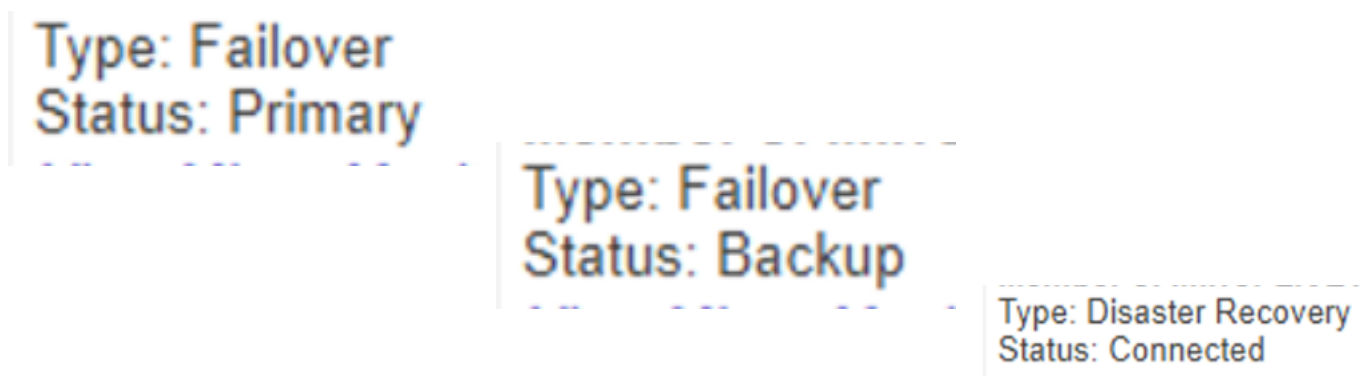 Type: Failover
Status: Primary
Type: Failover
Status: Backup
Type: Disaster Recovery
Status: Connected